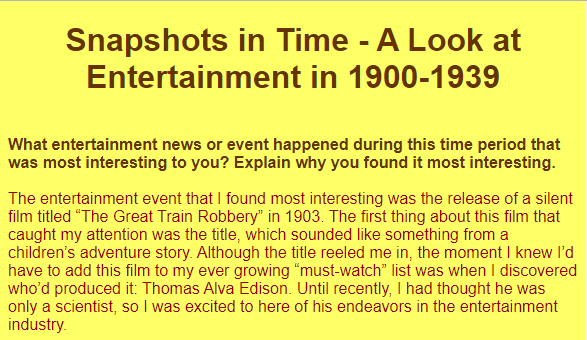 Snapshots in Time - A Look at
Entertainment in 1900-1939
What entertainment news or event happened during this time period that
was most interesting to you? Explain why you found it most interesting.
The entertainment event that I found most interesting was the release of a silent
film titled “The Great Train Robbery” in 1903. The first thing about this film that
caught my attention was the title, which sounded like something from a
children’s adventure story. Although the title reeled me in, the moment I knew I’d
have to add this film to my ever growing “must-watch” list was when I discovered
who’d produced it: Thomas Alva Edison. Until recently, I had thought he was
only a scientist, so I was excited to here of his endeavors in the entertainment
industry.